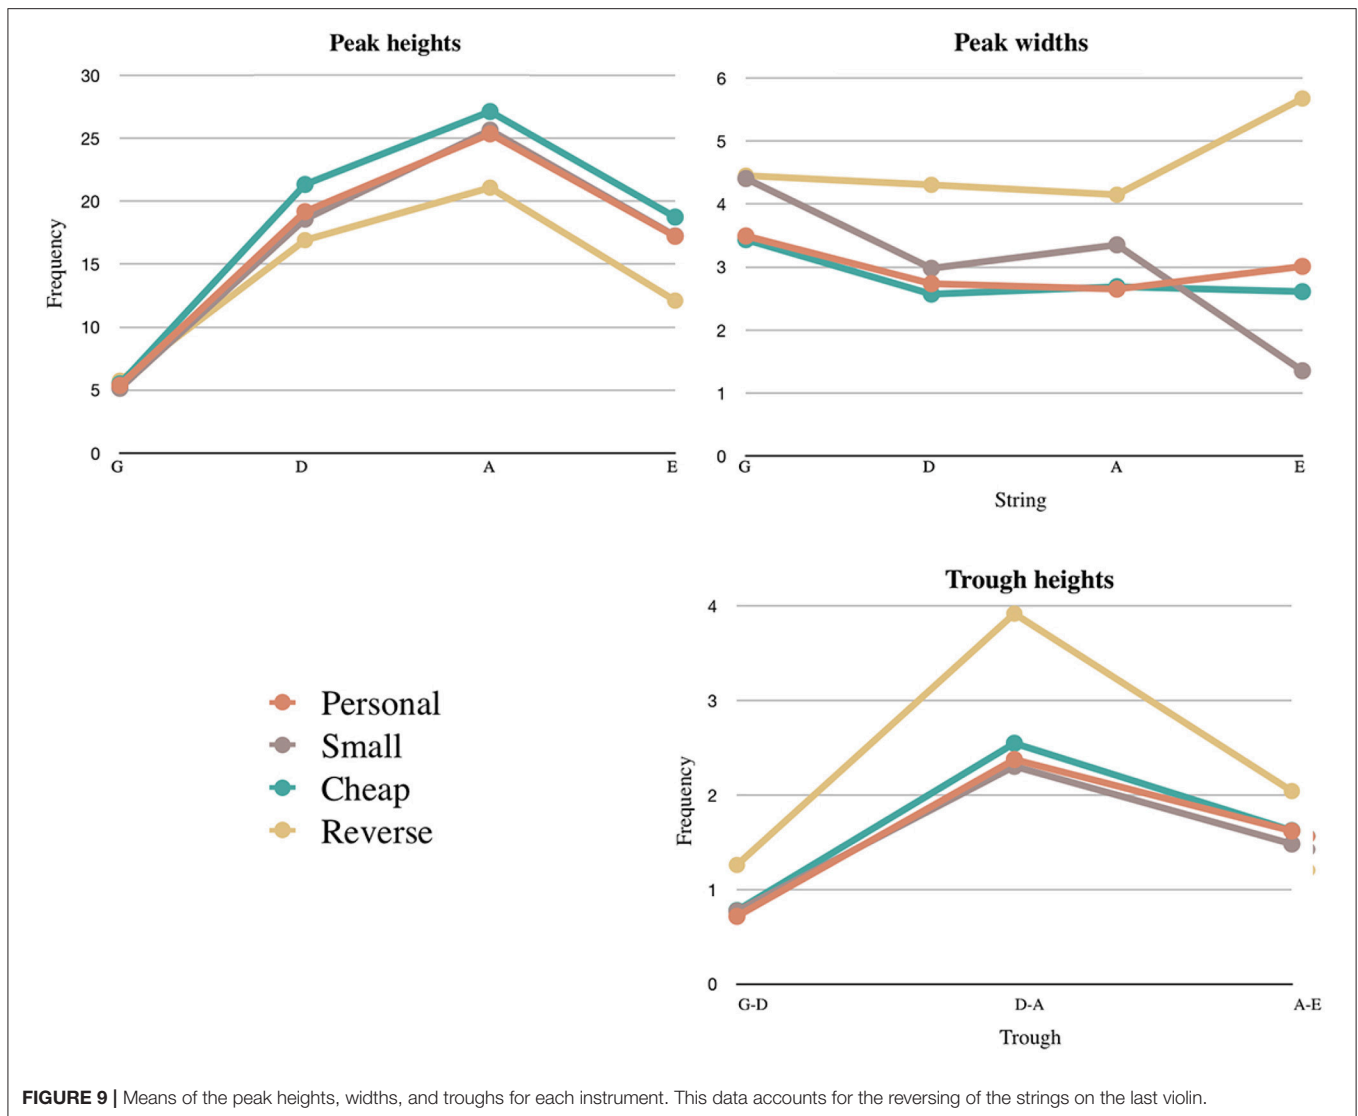 Peak heights
30
25
20
15
10
5
0
Frequency
G D A E
Peak widths
6
5
4
3
2
1
0
G D A E
String
Trough heights
4
3
2
1
0
Frequency
G-D D-A A-E
Trough
Personal
Small
Cheap
Reverse
FIGURE 9 | Means of the peak heights, widths, and troughs for each instrument. This data accounts for the reversing of the strings on the last violin.